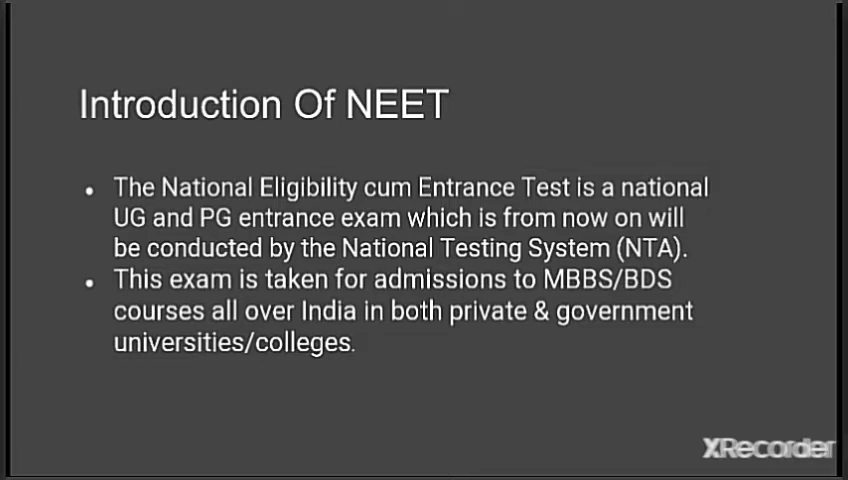 Introduction Of NEET
• The National Eligibility cum Entrance Test is a national
UG and PG entrance exam which is from now on will
be conducted by the National Testing System (NTA).
• This exam is taken for admissions to MBBS/BDS
courses all over India in both private & government
universities/colleges.
XRecorder